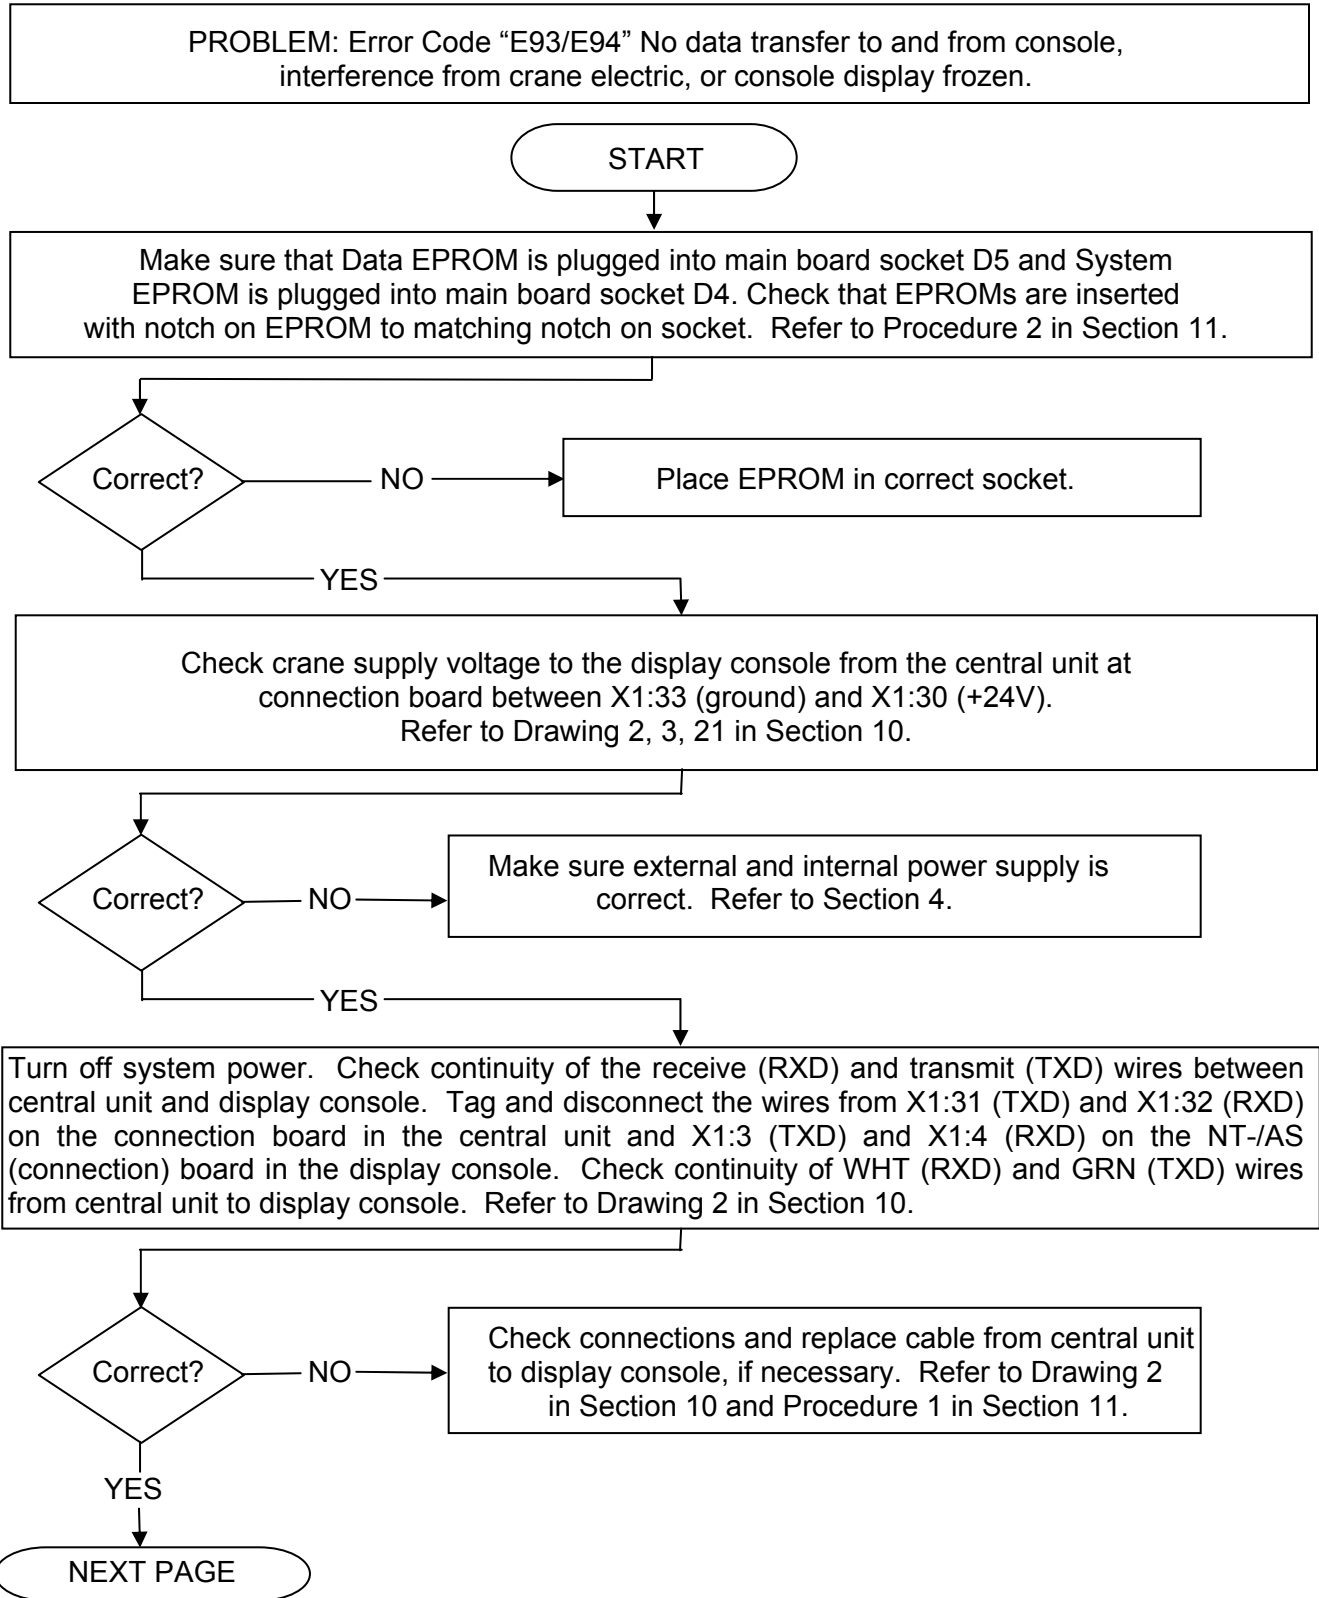 PROBLEM: Error Code “E93/E94” No data transfer to and from console,
interference from crane electric, or console display frozen.
START
Make sure that Data EPROM is plugged into main board socket D5 and System
EPROM is plugged into main board socket D4. Check that EPROMs are inserted
with notch on EPROM to matching notch on socket. Refer to Procedure 2 in Section 11.
Correct?
NO
Place EPROM in correct socket.
YES
Check crane supply voltage to the display console from the central unit at
connection board between X1:33 (ground) and X1:30 (+24V).
Refer to Drawing 2, 3, 21 in Section 10.
Correct?
NO
Make sure external and internal power supply is
correct. Refer to Section 4.
YES
Turn off system power. Check continuity of the receive (RXD) and transmit (TXD) wires between
central unit and display console. Tag and disconnect the wires from X1:31 (TXD) and X1:32 (RXD)
on the connection board in the central unit and X1:3 (TXD) and X1:4 (RXD) on the NT-/AS
(connection) board in the display console. Check continuity of WHT (RXD) and GRN (TXD) wires
from central unit to display console. Refer to Drawing 2 in Section 10.
Correct?
NO
Check connections and replace cable from central unit
to display console, if necessary. Refer to Drawing 2
in Section 10 and Procedure 1 in Section 11.
YES
NEXT PAGE